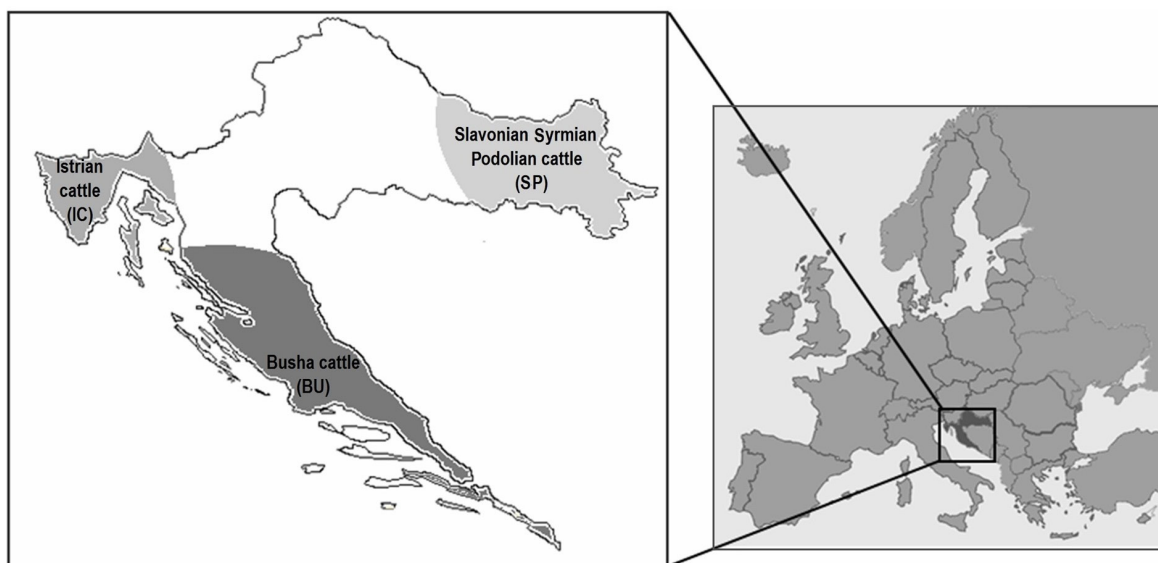 Istrian
cattle
(IC)
Slavonian Syrmian
Podolian cattle
(SP)
Busha cattle
(BU)